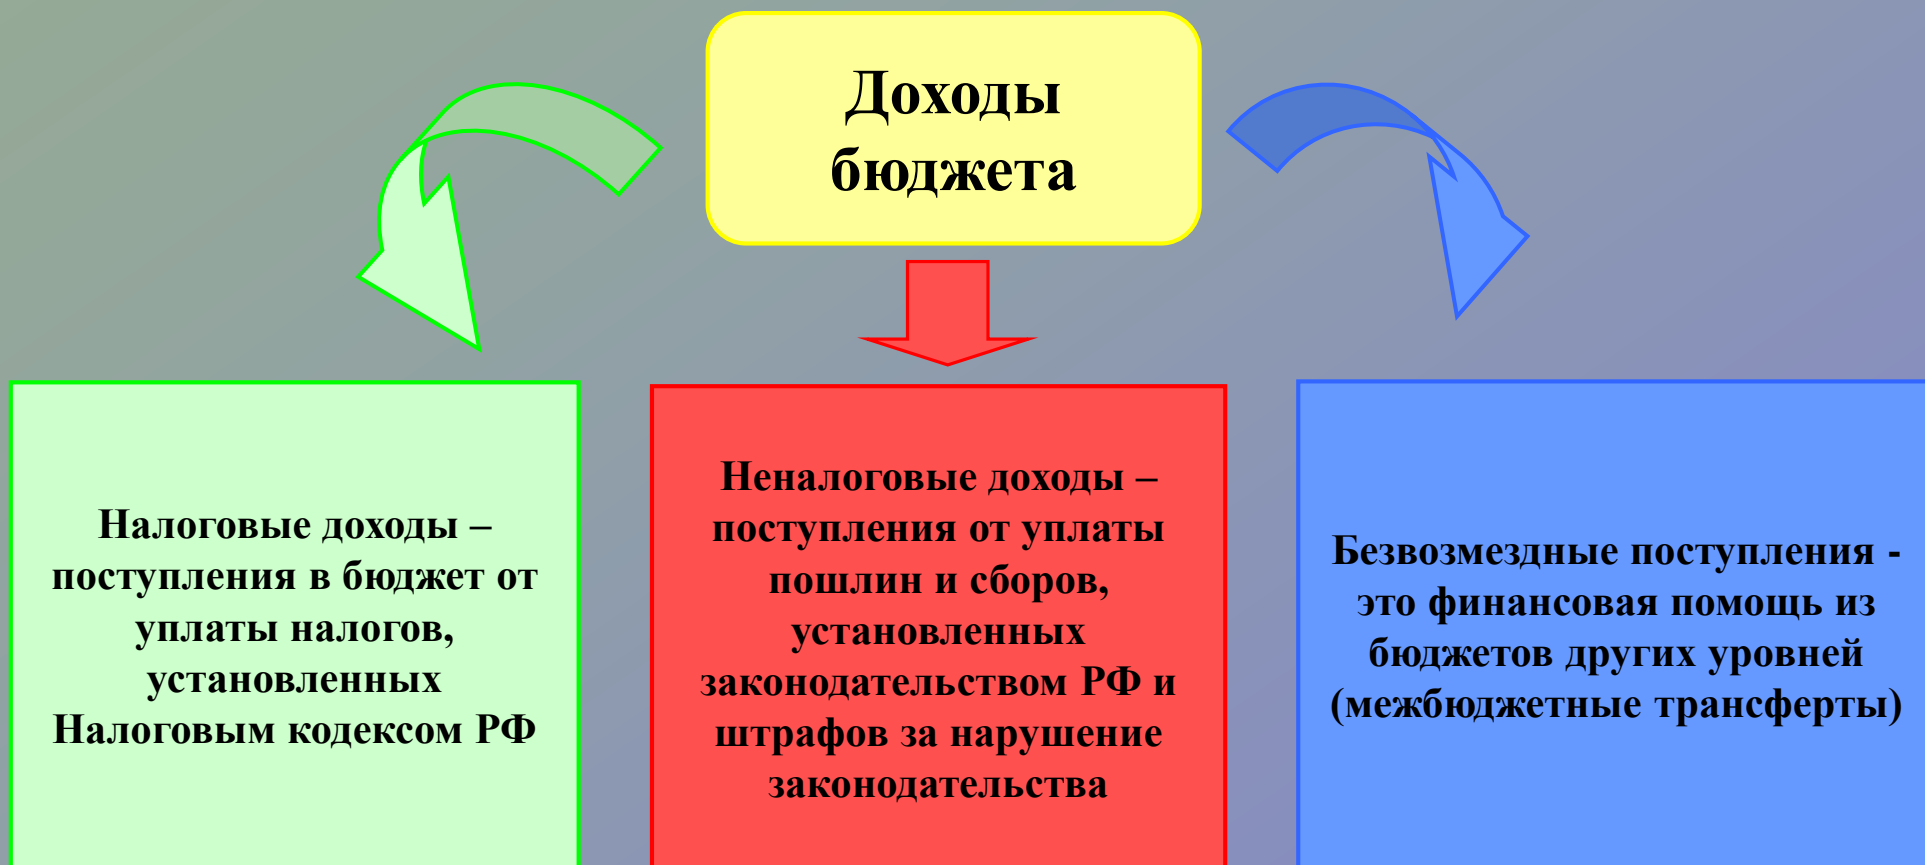 Доходы
бюджета
Налоговые доходы –
поступления в бюджет от
уплаты налогов,
установленных
Налоговым кодексом РФ
Неналоговые доходы –
поступления от уплаты
пошлин и сборов,
установленных
законодательством РФ и
штрафов за нарушение
законодательства
Безвозмездные поступления -
это финансовая помощь из
бюджетов других уровней
(межбюджетные трансферты)